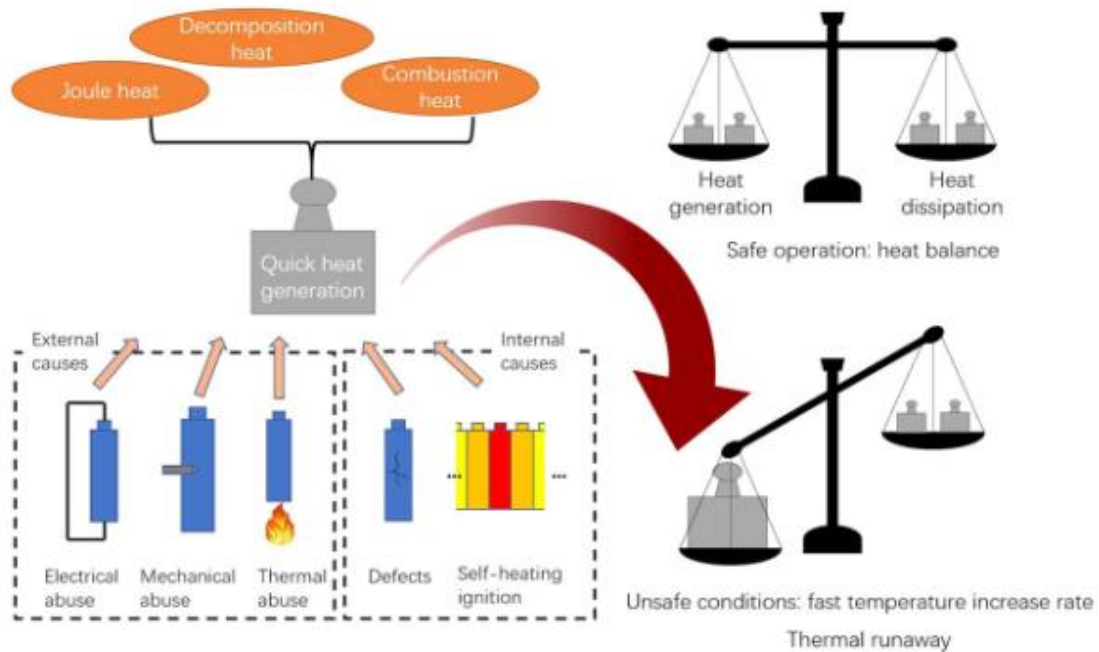 Decomposition
heat
Joule heat
Combustion
heat
Quick heat
generation
External
causes
Internal
causes
Electrical
abuse
Mechanical
abuse
Thermal
abuse
Defects
Self-heating
ignition
...
...
Heat
generation
Heat
dissipation
Safe operation: heat balance
Unsafe conditions: fast temperature increase rate
Thermal runaway